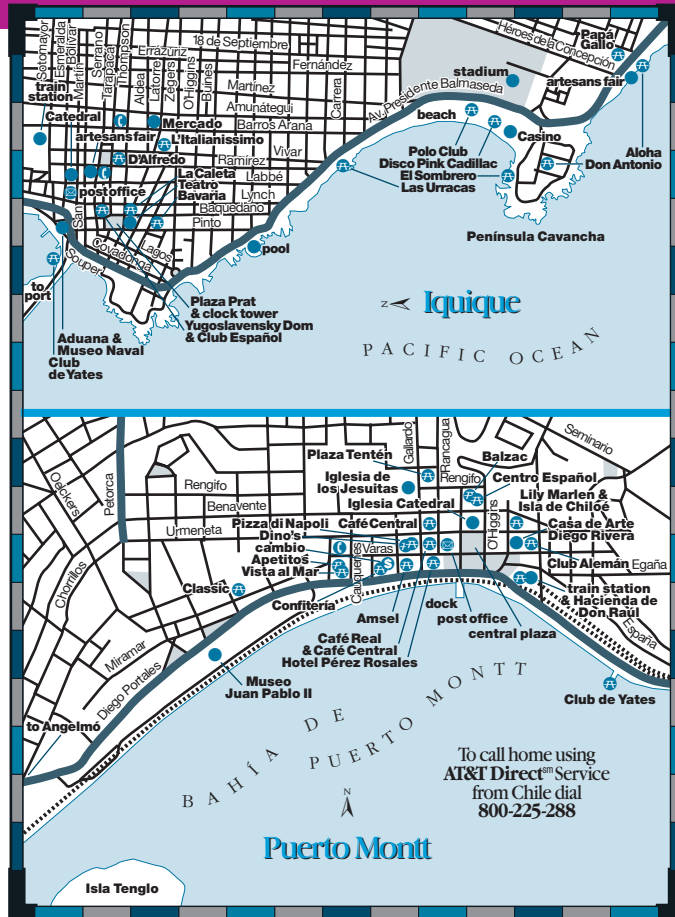 Sotomayor
Esmeralda
Bolívar
Martín
Serrano
Tarapacá
Thompson
Errázuriz
18 de Septiembre
Fernández
Aldea
Latorre
Zegers
O'Higgins
Bulnes
Martínez
Amunátegui
Barros Arana
Carrera
Av. Presidente Balmaseda
Héroes de la Concepción
Papá
Gallo
stadium
artesans fair
train
station
Catedral
Mercado
artesans fair
L'Italianissimo
beach
Casino
D'Alfredo
Ramírez
Vivar
Labbé
Lynch
Baquedano
Pinto
La Caleta
Teatro
Bavaria
post office
San
Polo Club
Disco Pink Cadillac
El Sombrero
Las Urracas
Aloha
Don Antonio
Península Cavancha
Covadonga
Lagos
Souper
pool
to
port
Plaza Prat
& clock tower
Yugoslavensky Dom
& Club Español
Aduana &
Museo Naval
Club
de Yates
Z
Iquique
PACIFIC OCEAN
Seminario
Gallardo
Rancagua
Balzac
Plaza Tentén
Oeckers
Petorca
Rengifo
Rengifo
Centro Español
Iglesia de
los Jesuitas
Lily Marlen &
Isla de Chiloé
Benavente
Iglesia Catedral
O'Higgins
Urmeneta
Pizza di Napoli
Café Central
Casa de Arte
Diego Rivera
Dino's
cambio
Varas
Cauquenes
Apetitos
Vista al Mar
Club Alemán
Egaña
Chorrillos
Classic
$
Confitería
train station
& Hacienda de
Don Raúl
España
Amsel
dock
post office
central plaza
Café Real
& Café Central
Hotel Pérez Rosales
Miramar
Diego Portales
Museo
Juan Pablo II
Club de Yates
to Angelmó
BAHÍA DE
PUERTO MONTT
To call home using
AT&T Direct℠ Service
from Chile dial
800-225-288
N
Puerto Montt
Isla Tenglo